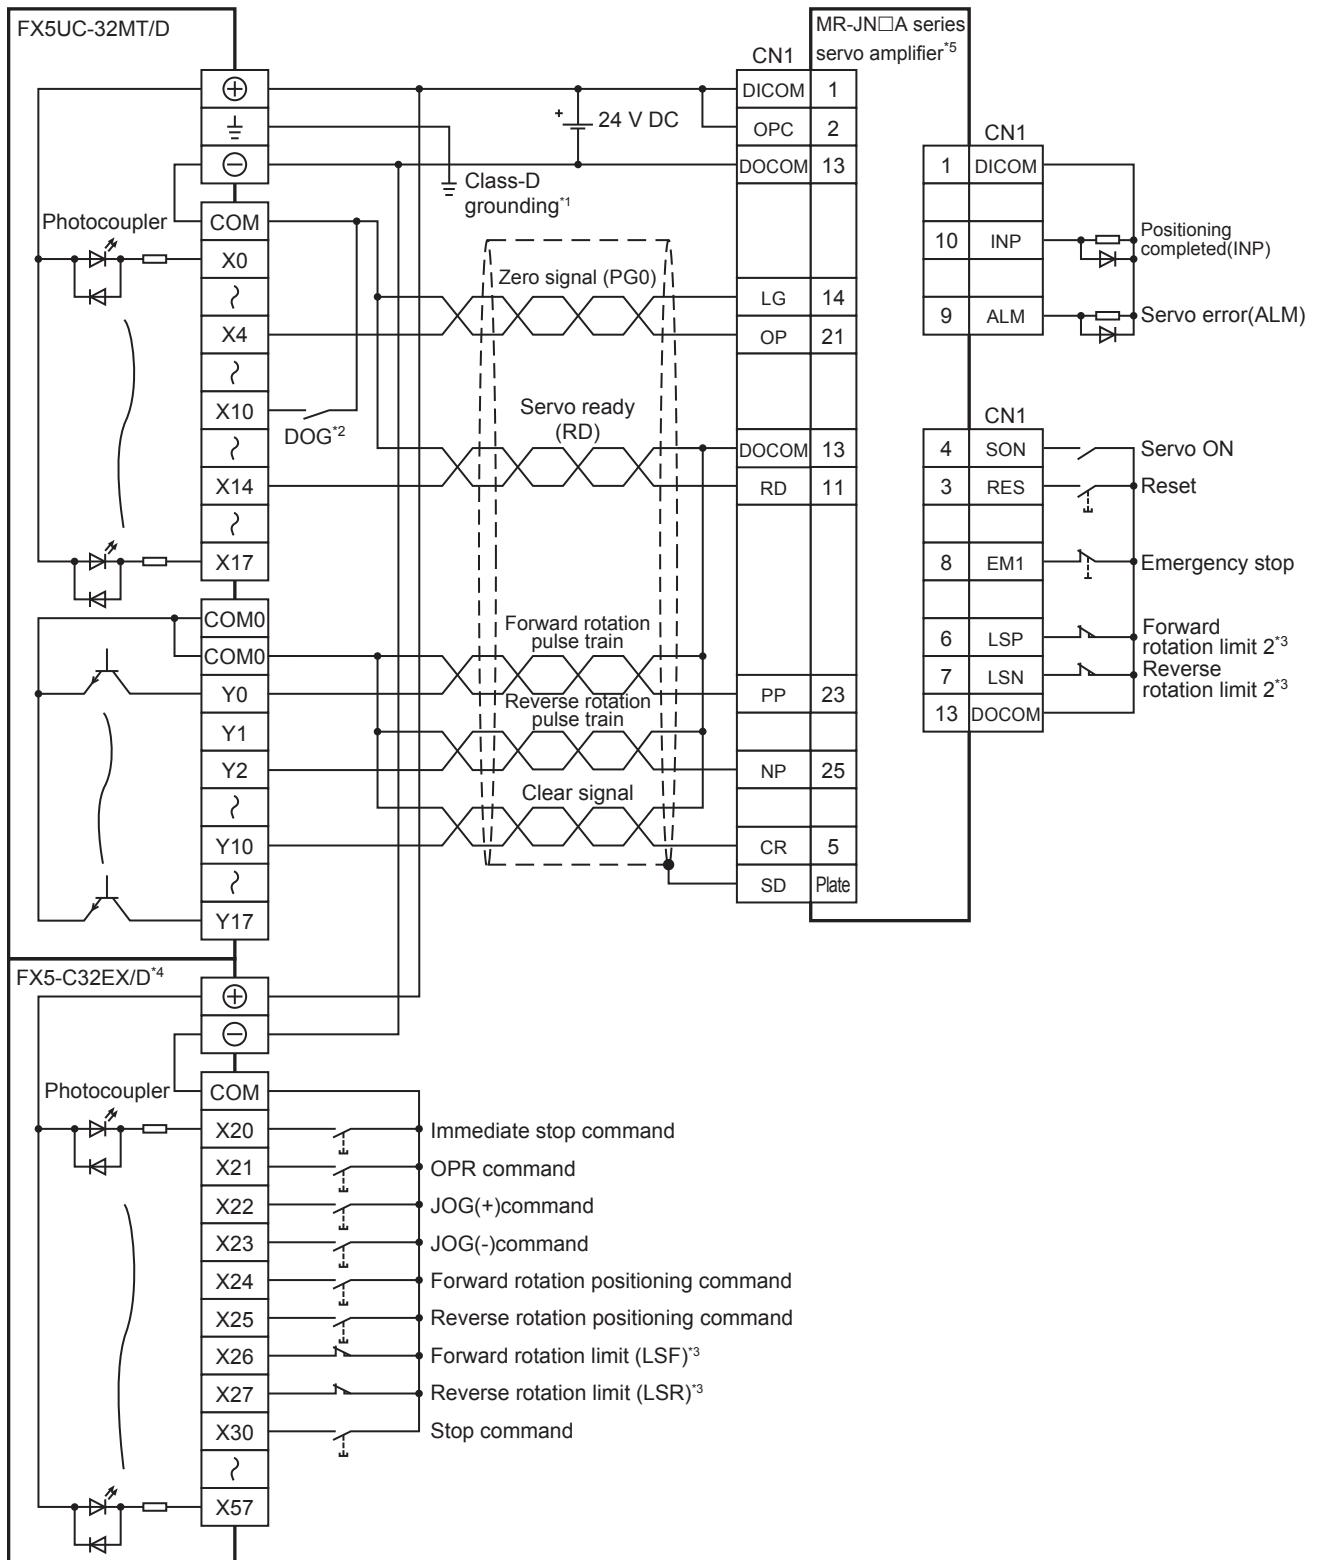 FX5UC-32MT/D
MR-JN□A series
servo amplifier*5
CN1
DICOM 1
OPC 2
DOCOM 13
24 V DC
+
Class-D
grounding*1
Photocoupler
COM
X0
X4
X10
X14
X17
DOG*2
Zero signal (PG0)
LG 14
OP 21
Servo ready
(RD)
DOCOM 13
RD 11
COM0
COM0
Y0
Y1
Y2
Y10
Y17
Forward rotation
pulse train
PP 23
Reverse rotation
pulse train
NP 25
Clear signal
CR 5
SD Plate
CN1
1 DICOM
10 INP
Positioning
completed(INP)
9 ALM
Servo error(ALM)
CN1
4 SON
Servo ON
3 RES
Reset
8 EM1
Emergency stop
6 LSP
Forward
rotation limit 2*3
7 LSN
Reverse
rotation limit 2*3
13 DOCOM
FX5-C32EX/D*4
Photocoupler
COM
X20 Immediate stop command
X21 OPR command
X22 JOG(+)command
X23 JOG(-)command
X24 Forward rotation positioning command
X25 Reverse rotation positioning command
X26 Forward rotation limit (LSF)*3
X27 Reverse rotation limit (LSR)*3
X30 Stop command
X57